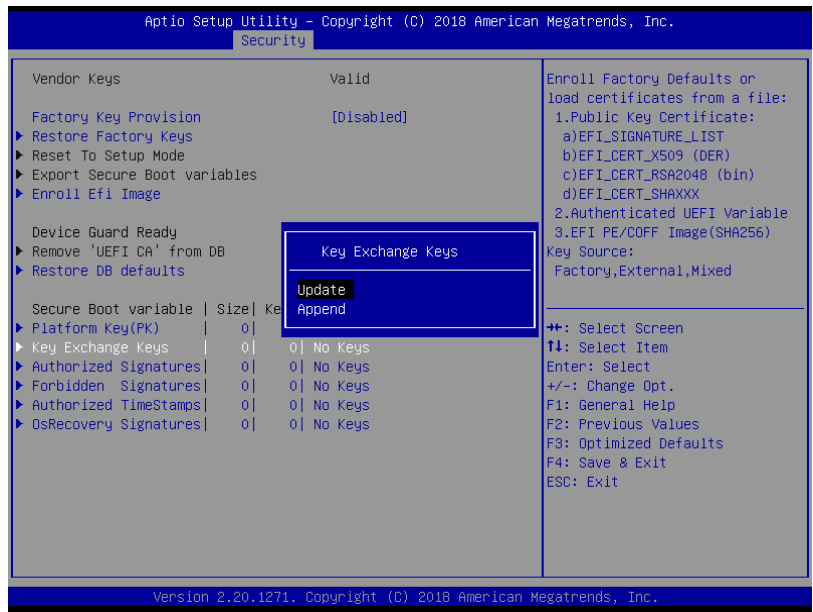 Aptio Setup Utility – Copyright (C) 2018 American Megatrends, Inc.
Security
Vendor Keys Valid
Factory Key Provision [Disabled]
Restore Factory Keys
Reset To Setup Mode
Export Secure Boot variables
Enroll Efi Image
Device Guard Ready
Remove 'UEFI CA' from DB
Restore DB defaults
Secure Boot variable | Size| Ke
Platform Key(PK) | 0|
Key Exchange Keys | 0| 0| No Keys
Authorized Signatures| 0| 0| No Keys
Forbidden Signatures| 0| 0| No Keys
Authorized TimeStamps| 0| 0| No Keys
OsRecovery Signatures| 0| 0| No Keys
Key Exchange Keys
Update
Append
Enroll Factory Defaults or
load certificates from a file:
1.Public Key Certificate:
a)EFI_SIGNATURE_LIST
b)EFI_CERT_X509 (DER)
c)EFI_CERT_RSA2048 (bin)
d)EFI_CERT_SHAXXX
2.Authenticated UEFI Variable
3.EFI PE/COFF Image(SHA256)
Key Source:
Factory,External,Mixed
→←: Select Screen
↑↓: Select Item
Enter: Select
+/-: Change Opt.
F1: General Help
F2: Previous Values
F3: Optimized Defaults
F4: Save & Exit
ESC: Exit
Version 2.20.1271. Copyright (C) 2018 American Megatrends, Inc.